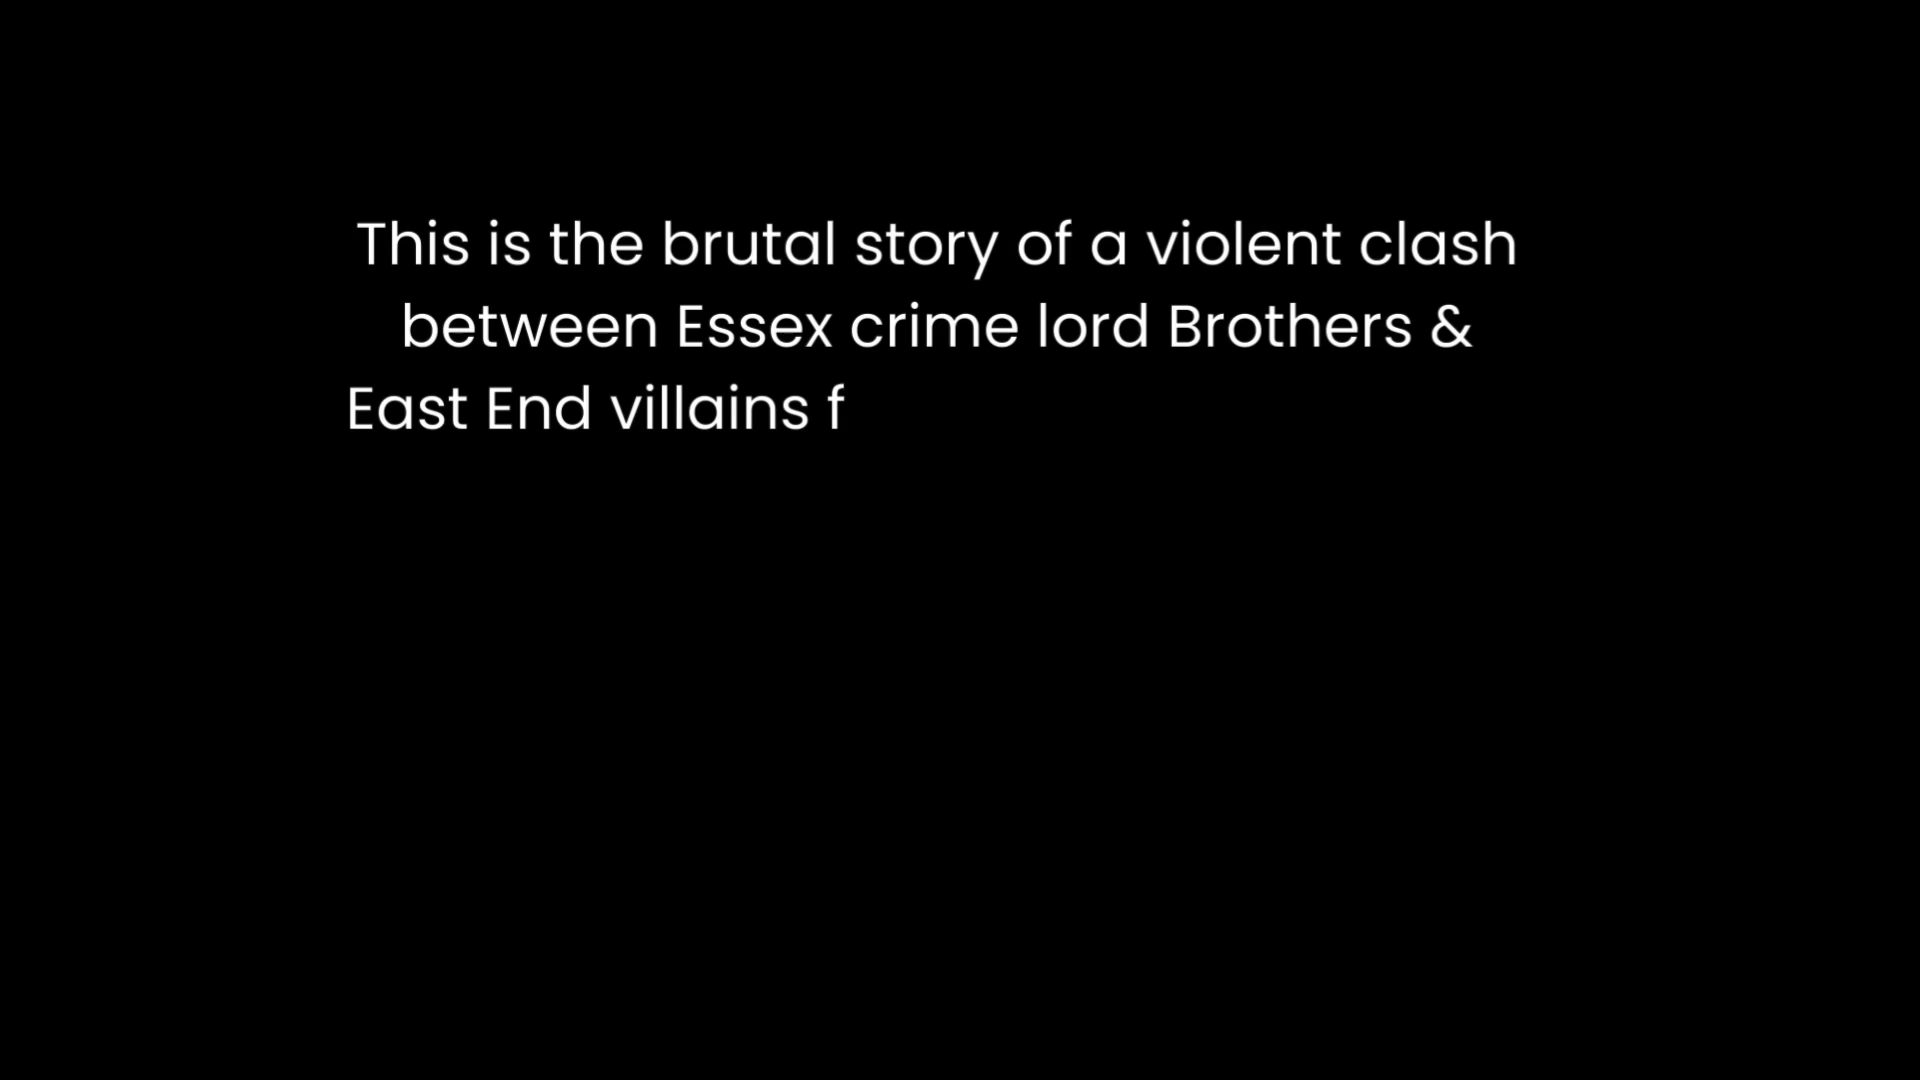 This is the brutal story of a violent clash
between Essex crime lord Brothers &
East End villains f